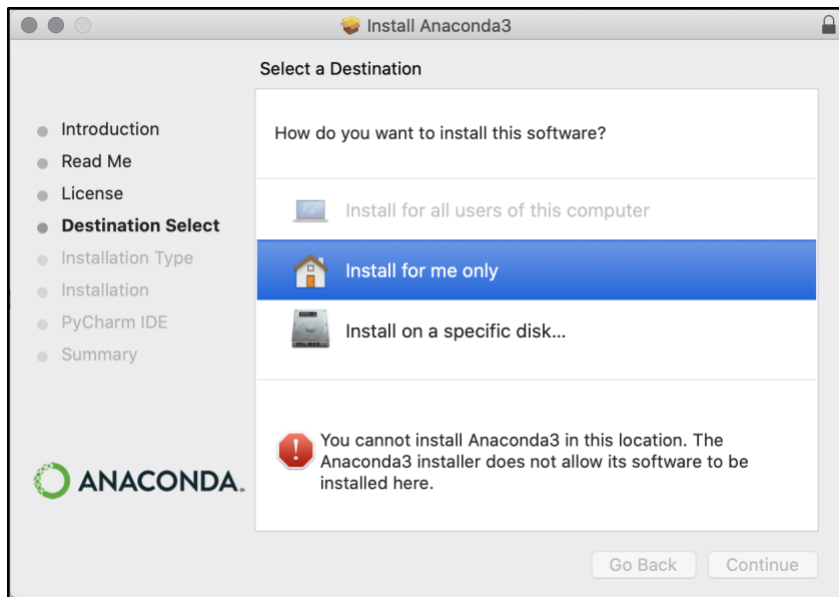 Install Anaconda3
Select a Destination
Introduction
Read Me
License
Destination Select
Installation Type
Installation
PyCharm IDE
Summary
ANACONDA.
How do you want to install this software?
Install for all users of this computer
Install for me only
Install on a specific disk...
You cannot install Anaconda3 in this location. The
Anaconda3 installer does not allow its software to be
installed here.
Go Back
Continue